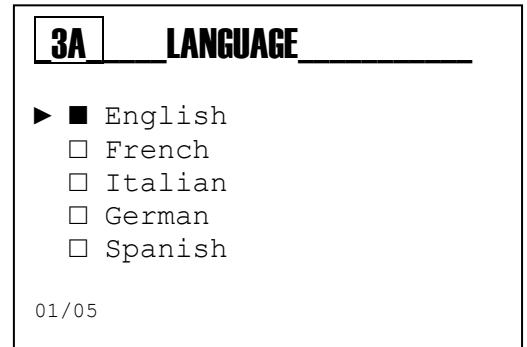 3A LANGUAGE
► ■ English
□ French
□ Italian
□ German
□ Spanish
01/05